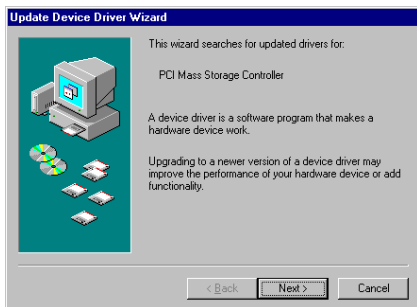 Update Device Driver Wizard
This wizard searches for updated drivers for:
PCI Mass Storage Controller
A device driver is a software program that makes a
hardware device work.
Upgrading to a newer version of a device driver may
improve the performance of your hardware device or add
functionality.
< Back
Next >
Cancel